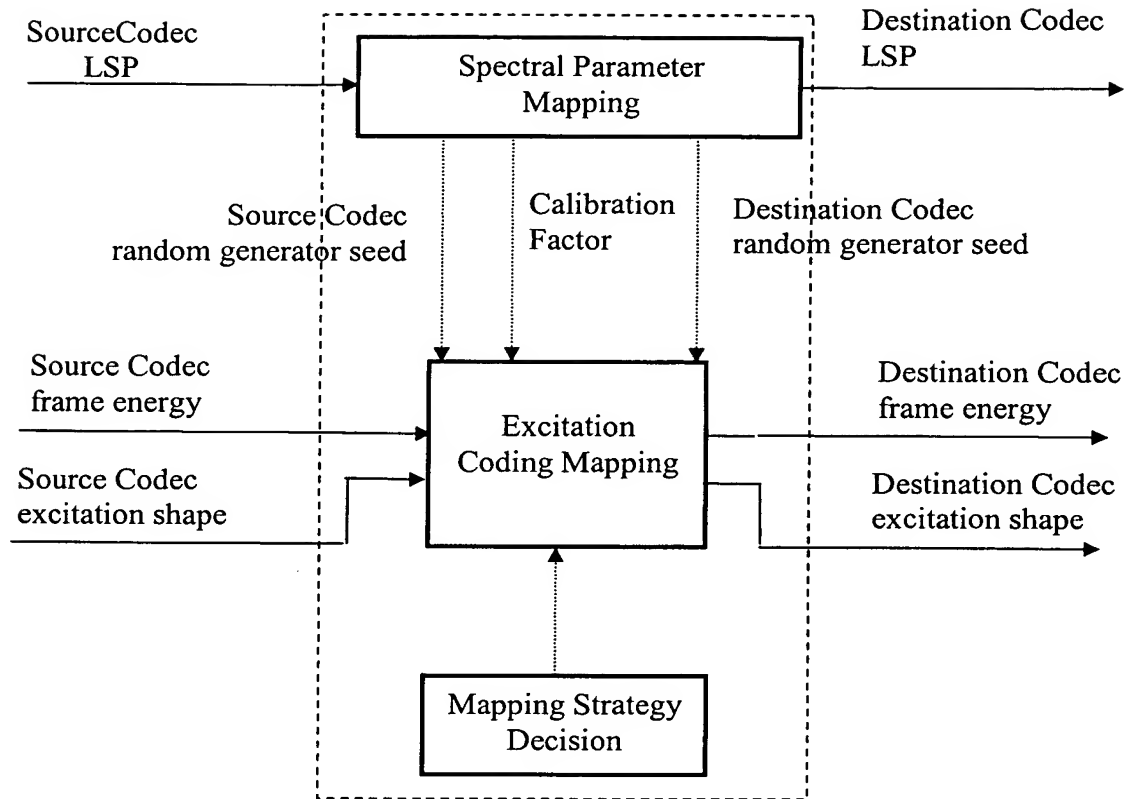 SourceCodec
LSP
Spectral Parameter
Mapping
Destination Codec
LSP
Source Codec
random generator seed
Calibration
Factor
Destination Codec
random generator seed
Source Codec
frame energy
Source Codec
excitation shape
Excitation
Coding Mapping
Destination Codec
frame energy
Destination Codec
excitation shape
Mapping Strategy
Decision